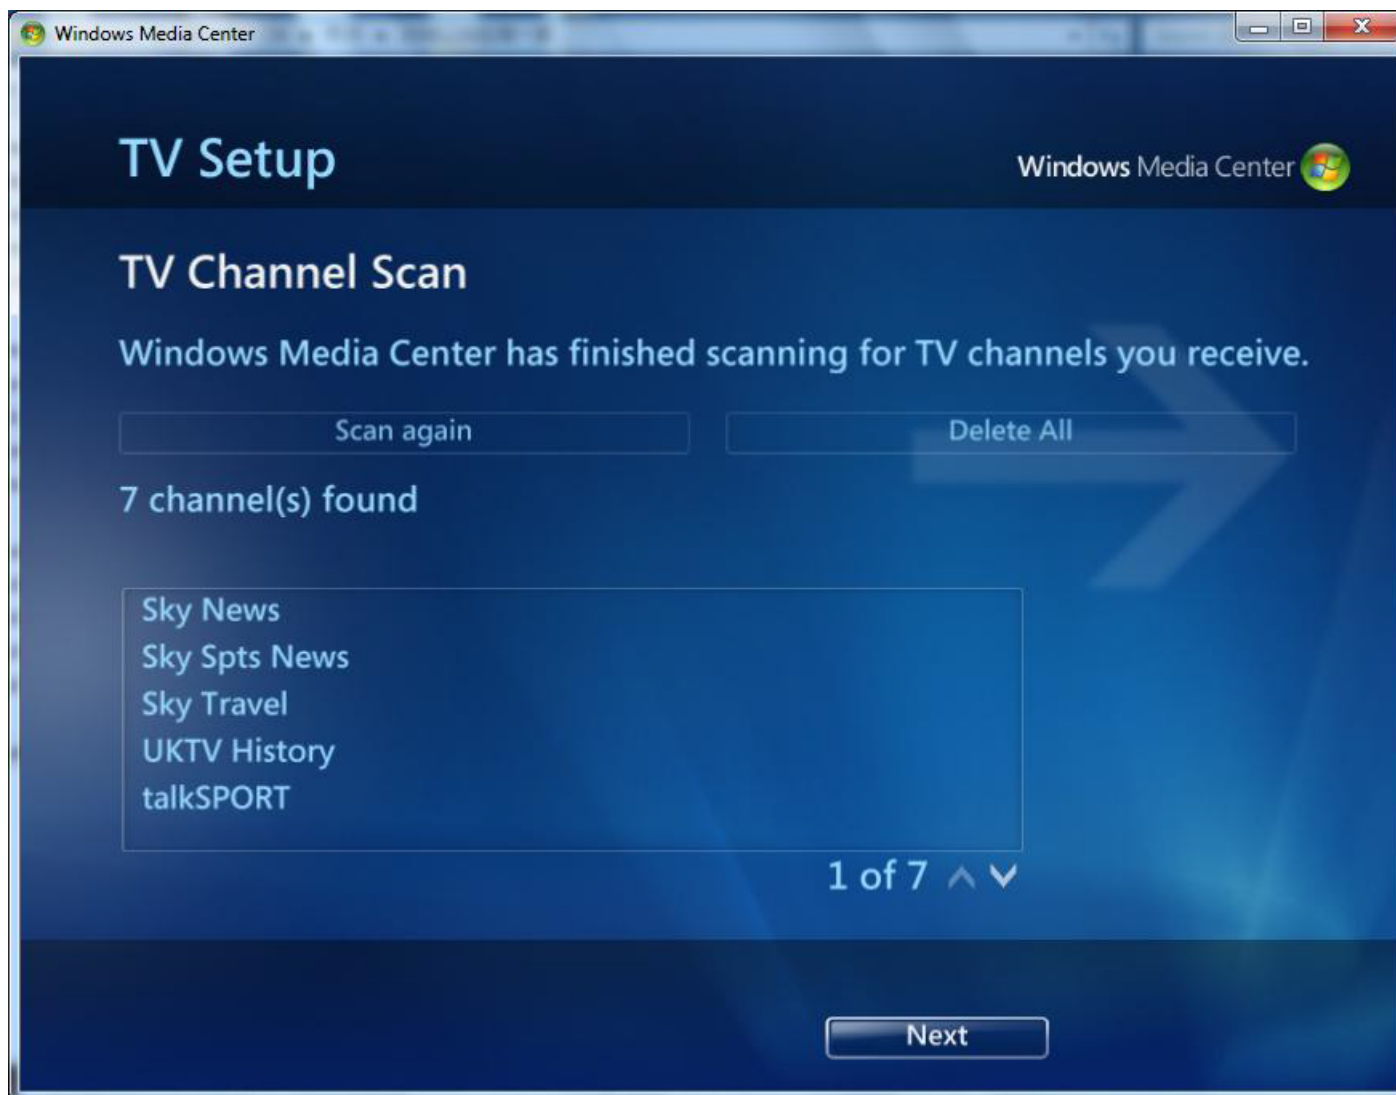 Windows Media Center
TV Setup
Windows Media Center
TV Channel Scan
Windows Media Center has finished scanning for TV channels you receive.
Scan again
Delete All
7 channel(s) found
Sky News
Sky Spts News
Sky Travel
UKTV History
talkSPORT
1 of 7
Next